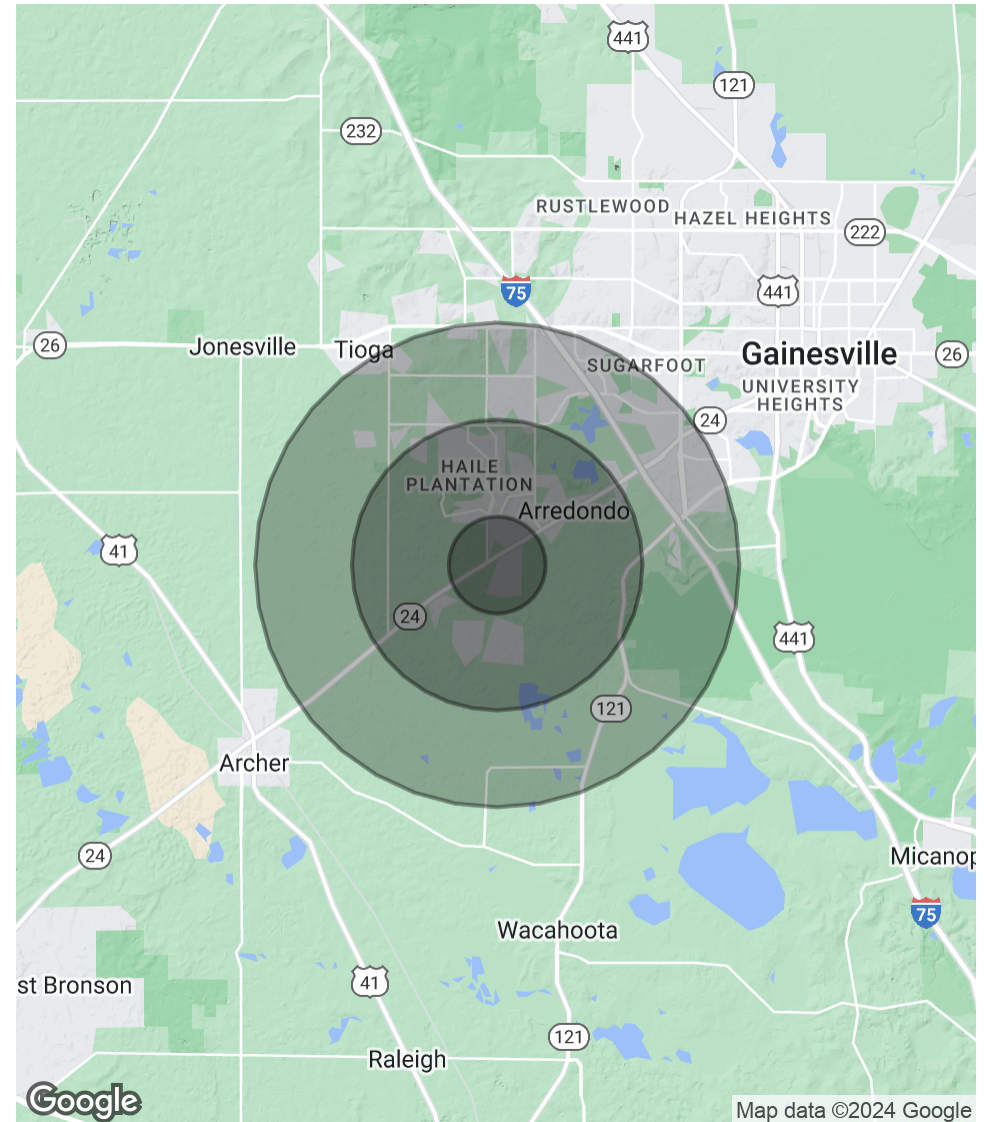 441
121
232
RUSTLEWOOD
HAZEL HEIGHTS
222
75
441
26
Jonesville
Tioga
SUGARFOOT
Gainesville
26
UNIVERSITY
HEIGHTS
24
HAILE
PLANTATION
Arredondo
41
24
441
121
Archer
24
Micanop
75
Wacahoota
st Bronson
41
121
Raleigh
Google
Map data ©2024 Google